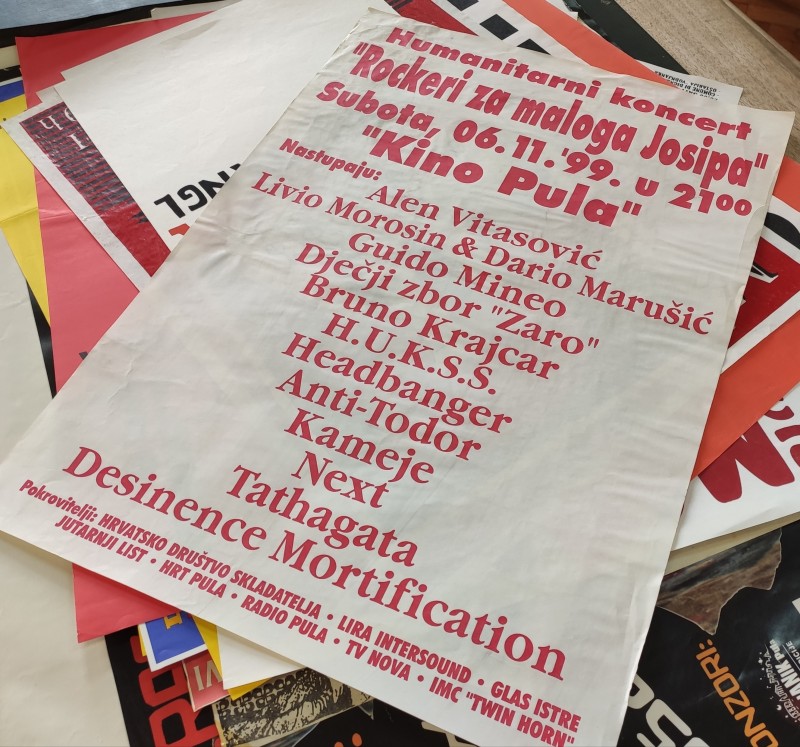 Humanitarni koncert
"Rockeri za maloga Josipa"
Subota, 06.11.'99. u 21oo
"Kino Pula"
Nastupaju:
Alen Vitasović
Livio Morosin & Dario Marušić
Guido Mineo
Dječji zbor "Zaro"
Bruno Krajcar
H.U.K.S.S.
Headbanger
Anti-Todor
Kameje
Next
Tathagata
Desinence Mortification
Pokrovitelji: HRVATSKO DRUŠTVO SKLADATELJA · LIRA INTERSOUND · GLAS ISTRE
JUTARNJI LIST · HRT PULA · RADIO PULA · TV NOVA · IMC "TWIN HORN"